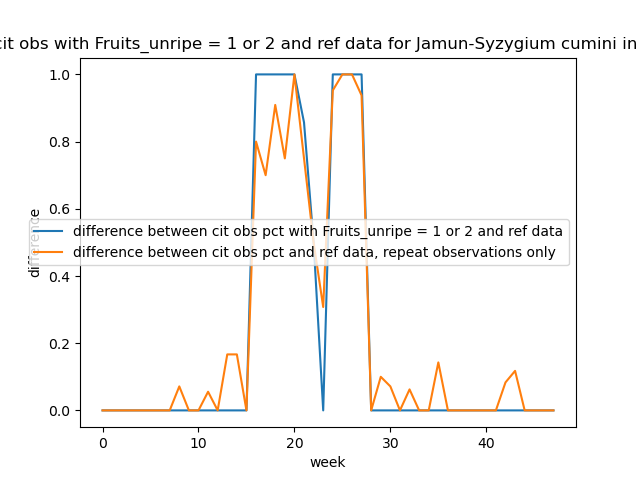 cit obs with Fruits_unripe = 1 or 2 and ref data for Jamun-Syzygium cumini in
1.0
0.8
0.6
0.4
0.2
0.0
difference
difference between cit obs pct with Fruits_unripe = 1 or 2 and ref data
difference between cit obs pct and ref data, repeat observations only
0 10 20 30 40
week